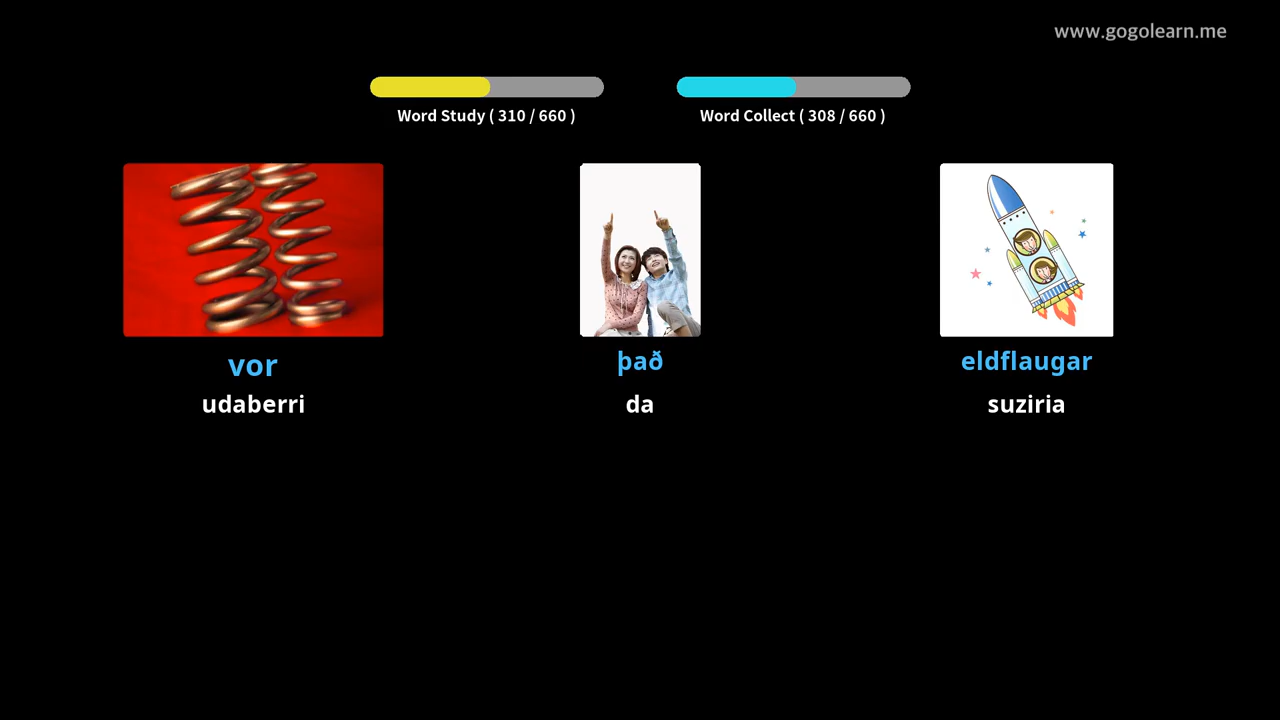 www.gogolearn.me
Word Study ( 310 / 660 )
Word Collect ( 308 / 660 )
vor
það
eldflaugar
udaberri
da
suziria